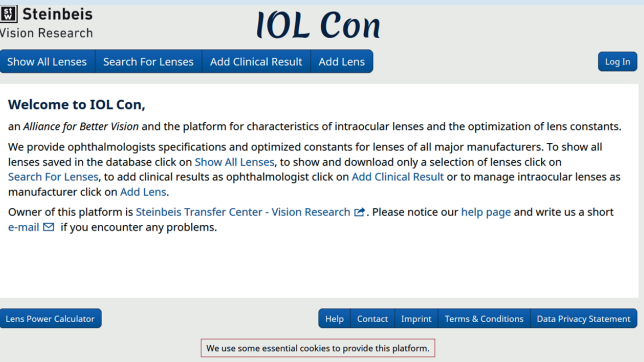 Steinbeis
Vision Research
IOL Con
Show All Lenses Search For Lenses Add Clinical Result Add Lens Log In
Welcome to IOL Con,
an Alliance for Better Vision and the platform for characteristics of intraocular lenses and the optimization of lens constants.
We provide ophthalmologists specifications and optimized constants for lenses of all major manufacturers. To show all
lenses saved in the database click on Show All Lenses, to show and download only a selection of lenses click on
Search For Lenses, to add clinical results as ophthalmologist click on Add Clinical Result or to manage intraocular lenses as
manufacturer click on Add Lens.
Owner of this platform is Steinbeis Transfer Center - Vision Research. Please notice our help page and write us a short
e-mail if you encounter any problems.
Lens Power Calculator Help Contact Imprint Terms & Conditions Data Privacy Statement
We use some essential cookies to provide this platform.